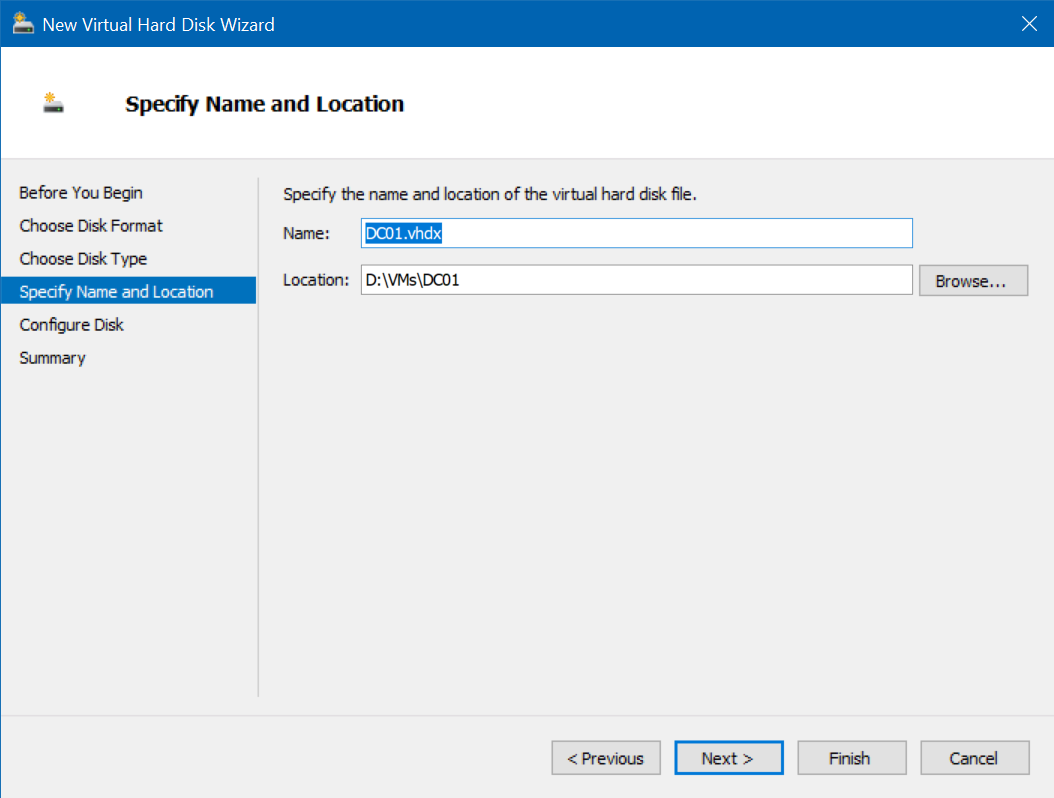 New Virtual Hard Disk Wizard
Specify Name and Location
Before You Begin
Choose Disk Format
Choose Disk Type
Specify Name and Location
Configure Disk
Summary
Specify the name and location of the virtual hard disk file.
Name: DC01.vhdx
Location: D:\VMs\DC01 Browse...
< Previous Next > Finish Cancel